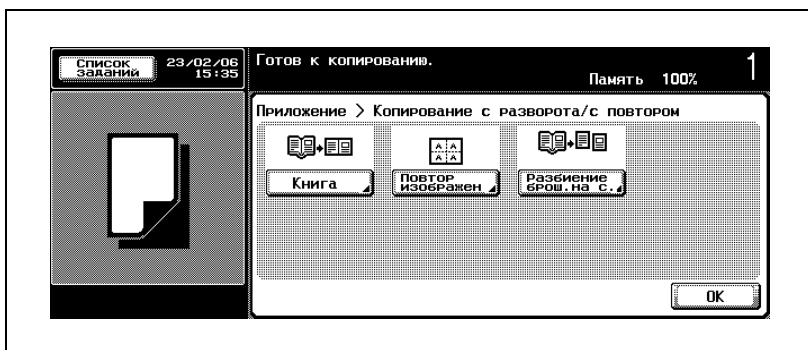 Список
заданий
23/02/06
15:35
Готов к копированию.
Память 100%
1
Приложение > Копирование с разворота/с повтором
A A
A A
Книга
Повтор
изображен
Разбиение
брош.на с.
OK